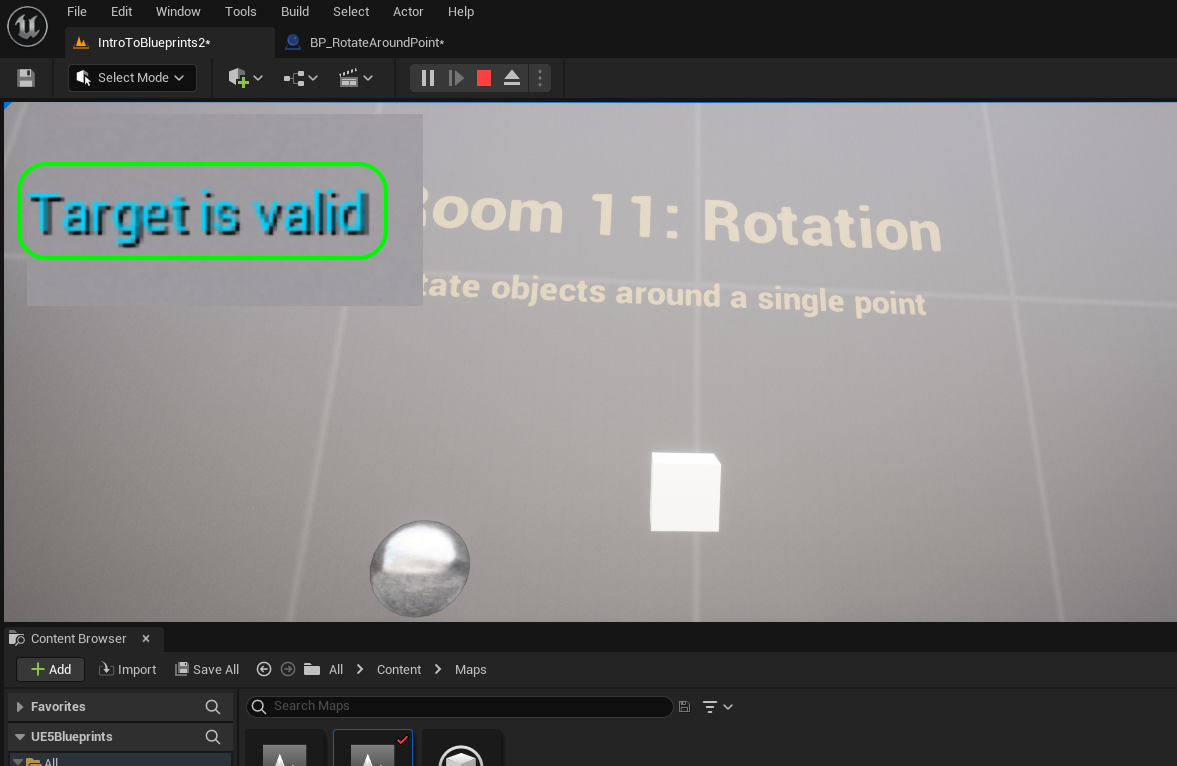 File Edit Window Tools Build Select Actor Help
IntroToBlueprints2* BP_RotateAroundPoint*
Select Mode
Target is valid
Room 11: Rotation
tate objects around a single point
Content Browser
Add Import Save All All Content Maps
Favorites
Search Maps
UE5Blueprints
All